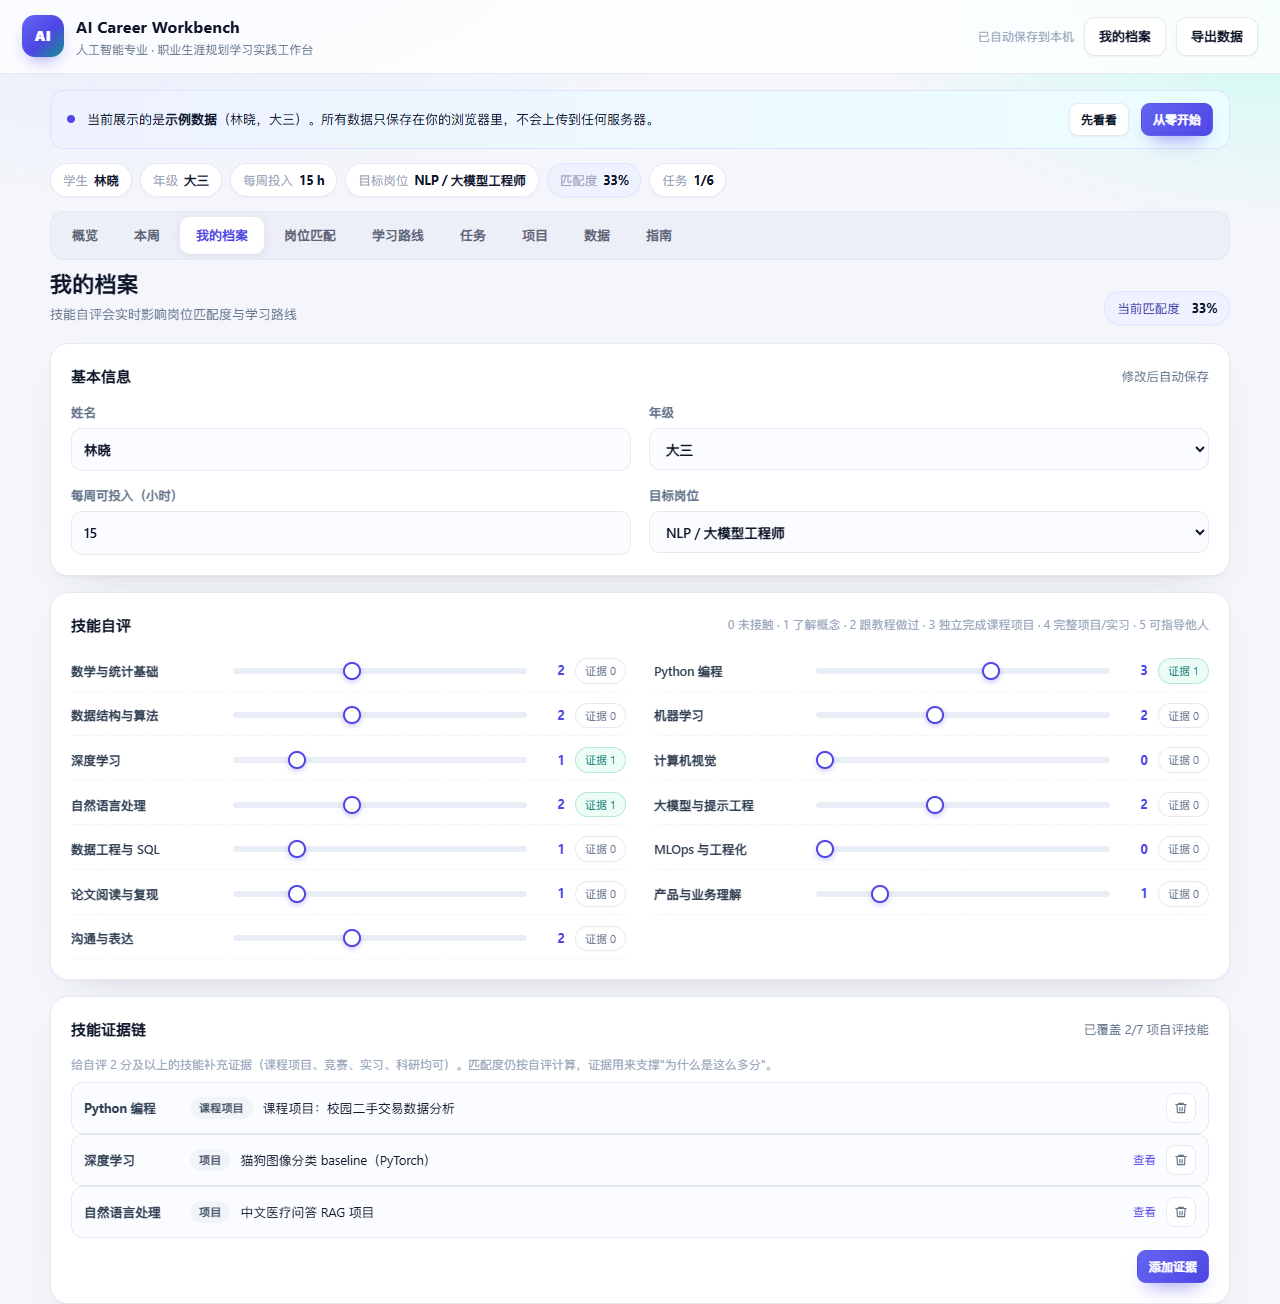 AI
AI Career Workbench
人工智能专业 · 职业生涯规划学习实践工作台
已自动保存到本机
我的档案
导出数据
当前展示的是示例数据（林晓，大三）。所有数据只保存在你的浏览器里，不会上传到任何服务器。
先看看
从零开始
学生 林晓
年级 大三
每周投入 15 h
目标岗位 NLP / 大模型工程师
匹配度 33%
任务 1/6
概览
本周
我的档案
岗位匹配
学习路线
任务
项目
数据
指南
我的档案
技能自评会实时影响岗位匹配度与学习路线
当前匹配度 33%
基本信息
修改后自动保存
姓名
年级
林晓
大三
每周可投入（小时）
目标岗位
15
NLP / 大模型工程师
技能自评
0 未接触 · 1 了解概念 · 2 跟教程做过 · 3 独立完成课程项目 · 4 完整项目/实习 · 5 可指导他人
数学与统计基础 2 证据 0
Python 编程 3 证据 1
数据结构与算法 2 证据 0
机器学习 2 证据 0
深度学习 1 证据 1
计算机视觉 0 证据 0
自然语言处理 2 证据 1
大模型与提示工程 2 证据 0
数据工程与 SQL 1 证据 0
MLOps 与工程化 0 证据 0
论文阅读与复现 1 证据 0
产品与业务理解 1 证据 0
沟通与表达 2 证据 0
技能证据链
已覆盖 2/7 项自评技能
给自评 2 分及以上的技能补充证据（课程项目、竞赛、实习、科研均可）。匹配度仍按自评计算，证据用来支撑"为什么是这么多分"。
Python 编程 课程项目 课程项目：校园二手交易数据分析
深度学习 项目 猫狗图像分类 baseline（PyTorch） 查看
自然语言处理 项目 中文医疗问答 RAG 项目 查看
添加证据